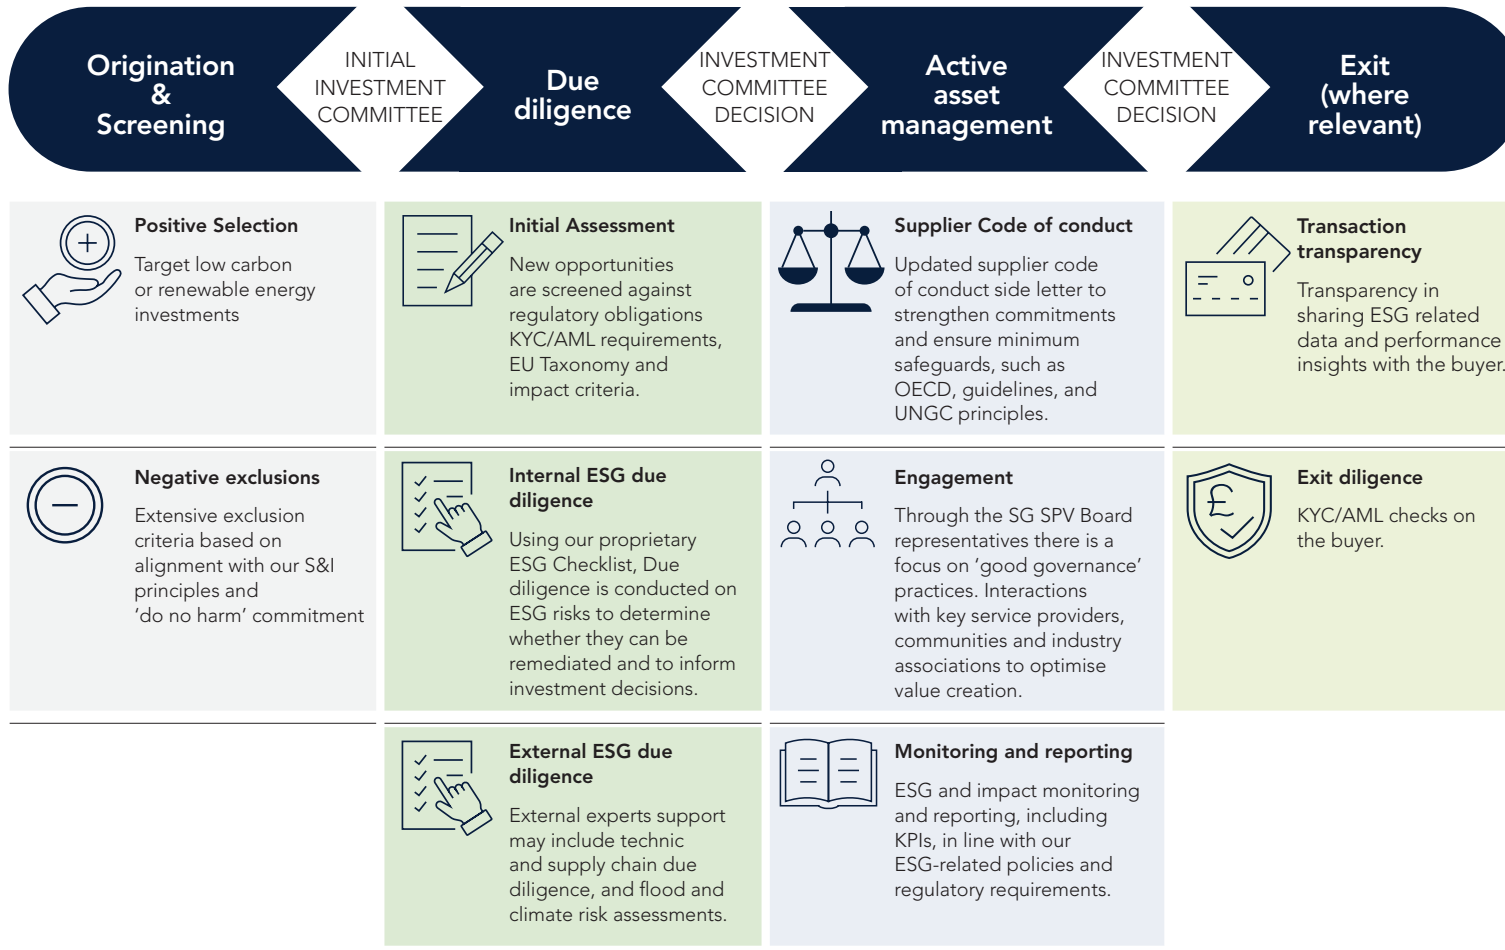 Origination
&
Screening
INITIAL
INVESTMENT
COMMITTEE
Due
diligence
INVESTMENT
COMMITTEE
DECISION
Active
asset
management
INVESTMENT
COMMITTEE
DECISION
Exit
(where
relevant)
Positive Selection
Target low carbon
or renewable energy
investments
Negative exclusions
Extensive exclusion
criteria based on
alignment with our S&I
principles and
‘do no harm’ commitment
Initial Assessment
New opportunities
are screened against
regulatory obligations
KYC/AML requirements,
EU Taxonomy and
impact criteria.
Internal ESG due
diligence
Using our proprietary
ESG Checklist, Due
diligence is conducted on
ESG risks to determine
whether they can be
remediated and to inform
investment decisions.
External ESG due
diligence
External experts support
may include technic
and supply chain due
diligence, and flood and
climate risk assessments.
Supplier Code of conduct
Updated supplier code
of conduct side letter to
strengthen commitments
and ensure minimum
safeguards, such as
OECD, guidelines, and
UNGC principles.
Engagement
Through the SG SPV Board
representatives there is a
focus on ‘good governance’
practices. Interactions
with key service providers,
communities and industry
associations to optimise
value creation.
Monitoring and reporting
ESG and impact monitoring
and reporting, including
KPIs, in line with our
ESG-related policies and
regulatory requirements.
Transaction
transparency
Transparency in
sharing ESG related
data and performance
insights with the buyer.
£
Exit diligence
KYC/AML checks on
the buyer.